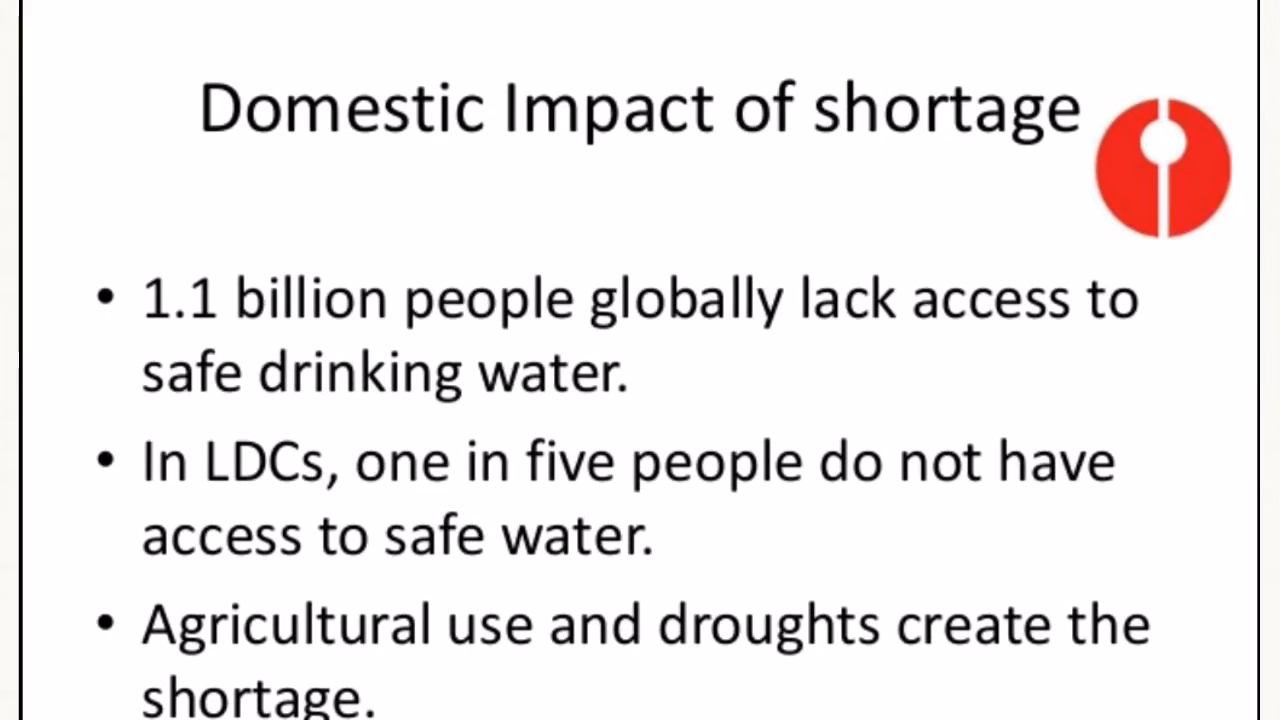 Domestic Impact of shortage
• 1.1 billion people globally lack access to
safe drinking water.
• In LDCs, one in five people do not have
access to safe water.
• Agricultural use and droughts create the
shortage.